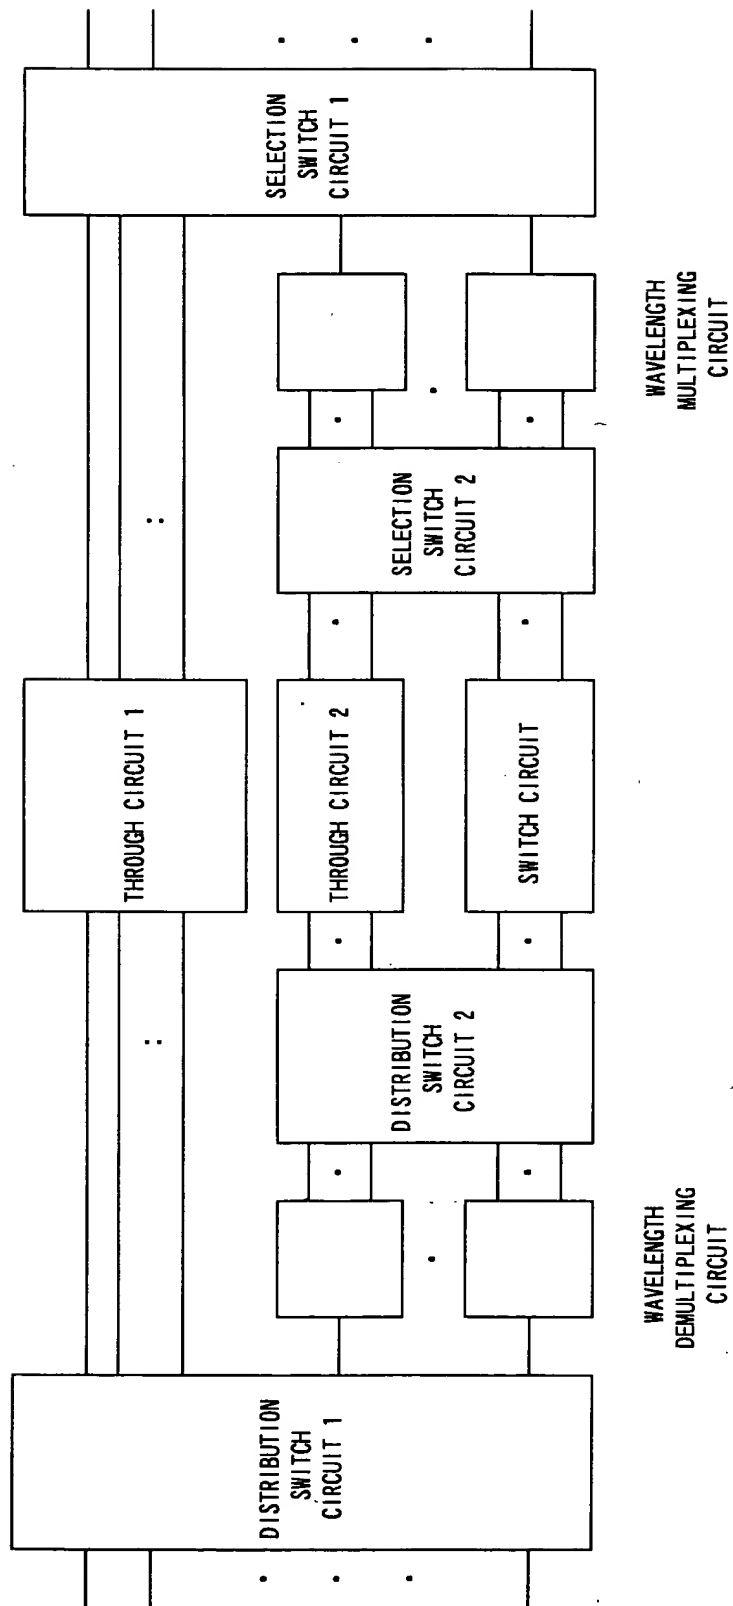 DISTRIBUTION
SWITCH
CIRCUIT 1
WAVELENGTH
DEMULTIPLEXING
CIRCUIT
DISTRIBUTION
SWITCH
CIRCUIT 2
THROUGH CIRCUIT 1
THROUGH CIRCUIT 2
SWITCH CIRCUIT
SELECTION
SWITCH
CIRCUIT 2
WAVELENGTH
MULTIPLEXING
CIRCUIT
SELECTION
SWITCH
CIRCUIT 1